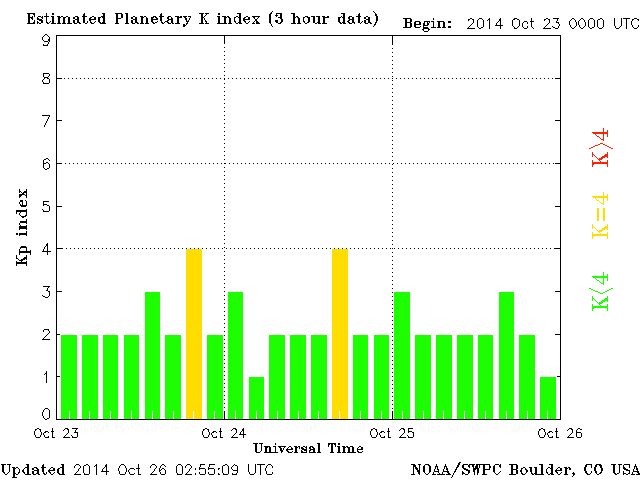 Estimated Planetary K index (3 hour data)
Begin: 2014 Oct 23 0000 UTC
9
8
7
6
5
4
3
2
1
0
Kp index
K>4
K=4
K<4
Oct 23
Oct 24
Oct 25
Oct 26
Universal Time
Updated 2014 Oct 26 02:55:09 UTC
NOAA/SWPC Boulder, CO USA